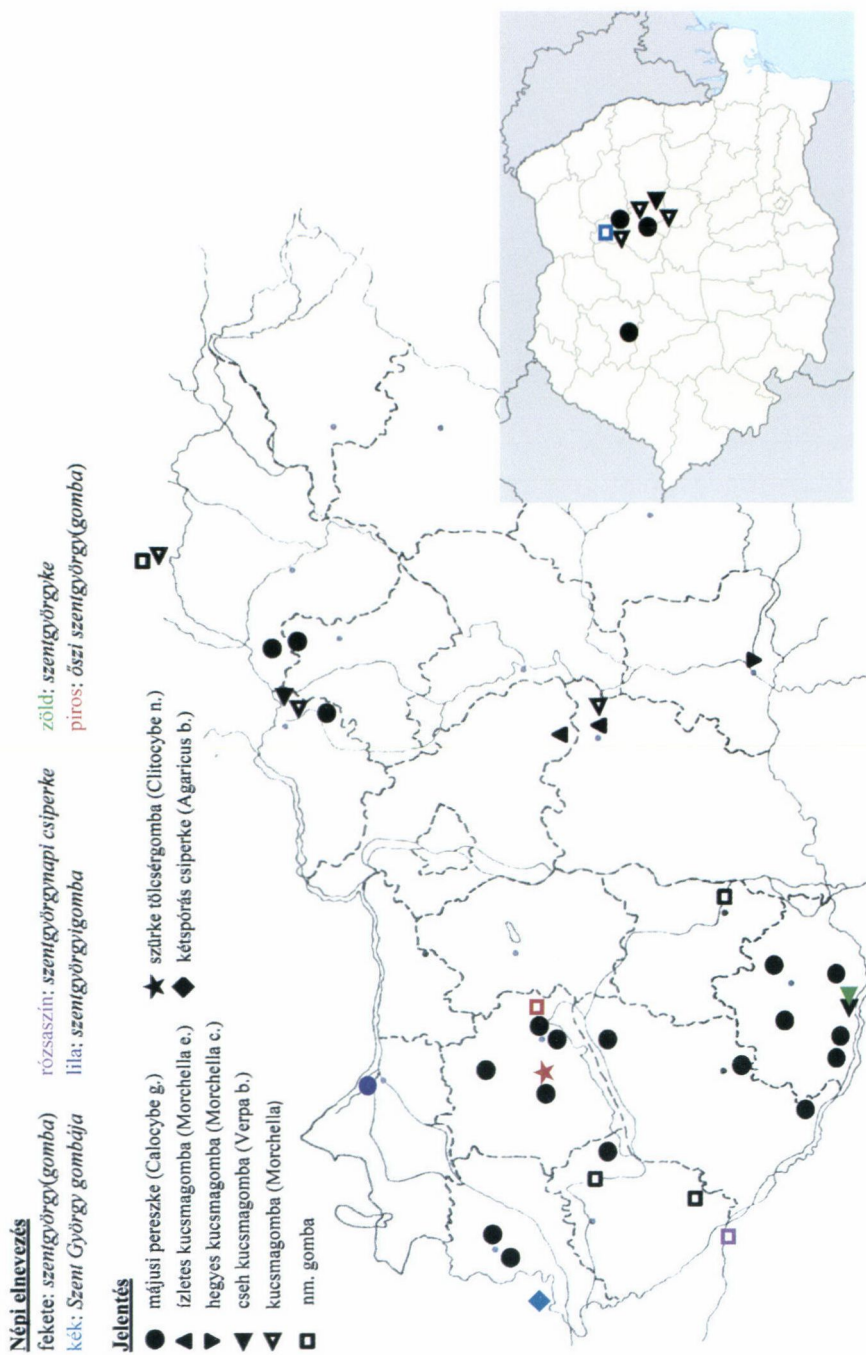 Népi elnevezés
fekete: szentgyörgy(gomba)
kék: Szent György gombája
rózsaszín: szentgyörgynapi csiperke
lila: szentgyörgyigomba
zöld: szentgyörgyke
piros: őszi szentgyörgy(gomba)
Jelentés
májusi pereszke (Calocybe g.)
ízletes kucsmagomba (Morchella e.)
hegyes kucsmagomba (Morchella c.)
cseh kucsmagomba (Verpa b.)
kucsmagomba (Morchella)
nm. gomba
szürke tölcsérgomba (Clitocybe n.)
kétspórás csiperke (Agaricus b.)